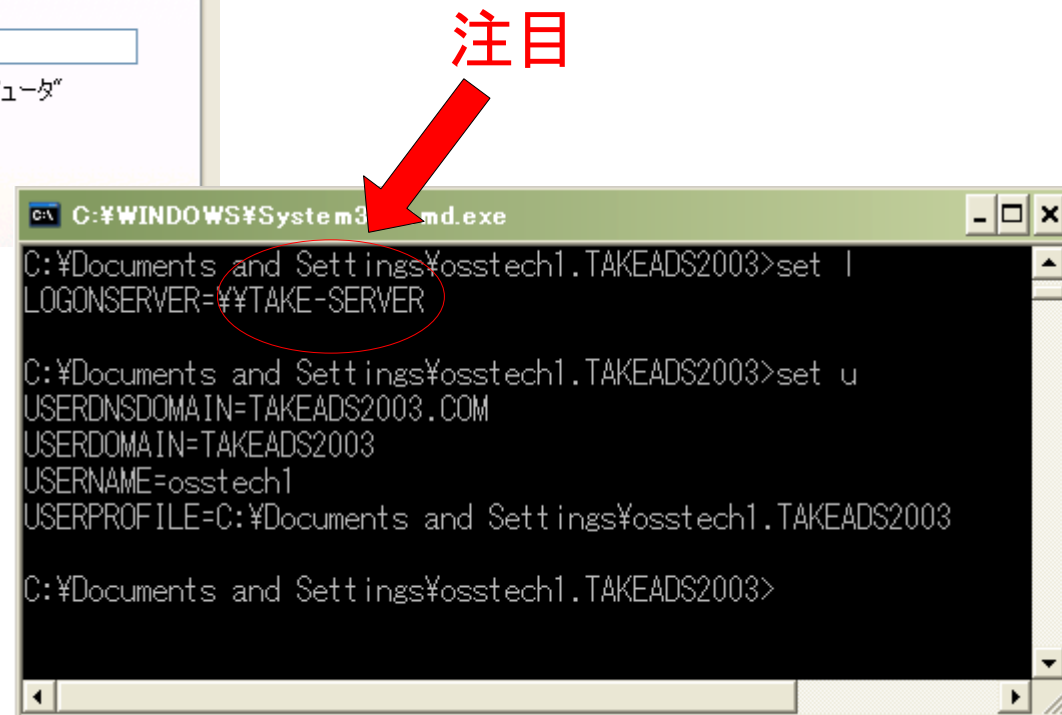 注目
ュータﾞ
C:¥WINDOWS¥System3 md.exe
C:¥Documents and Settings¥osstech1.TAKEADS2003>set l
LOGONSERVER=¥¥TAKE-SERVER
C:¥Documents and Settings¥osstech1.TAKEADS2003>set u
USERDNSDOMAIN=TAKEADS2003.COM
USERDOMAIN=TAKEADS2003
USERNAME=osstech1
USERPROFILE=C:¥Documents and Settings¥osstech1.TAKEADS2003
C:¥Documents and Settings¥osstech1.TAKEADS2003>